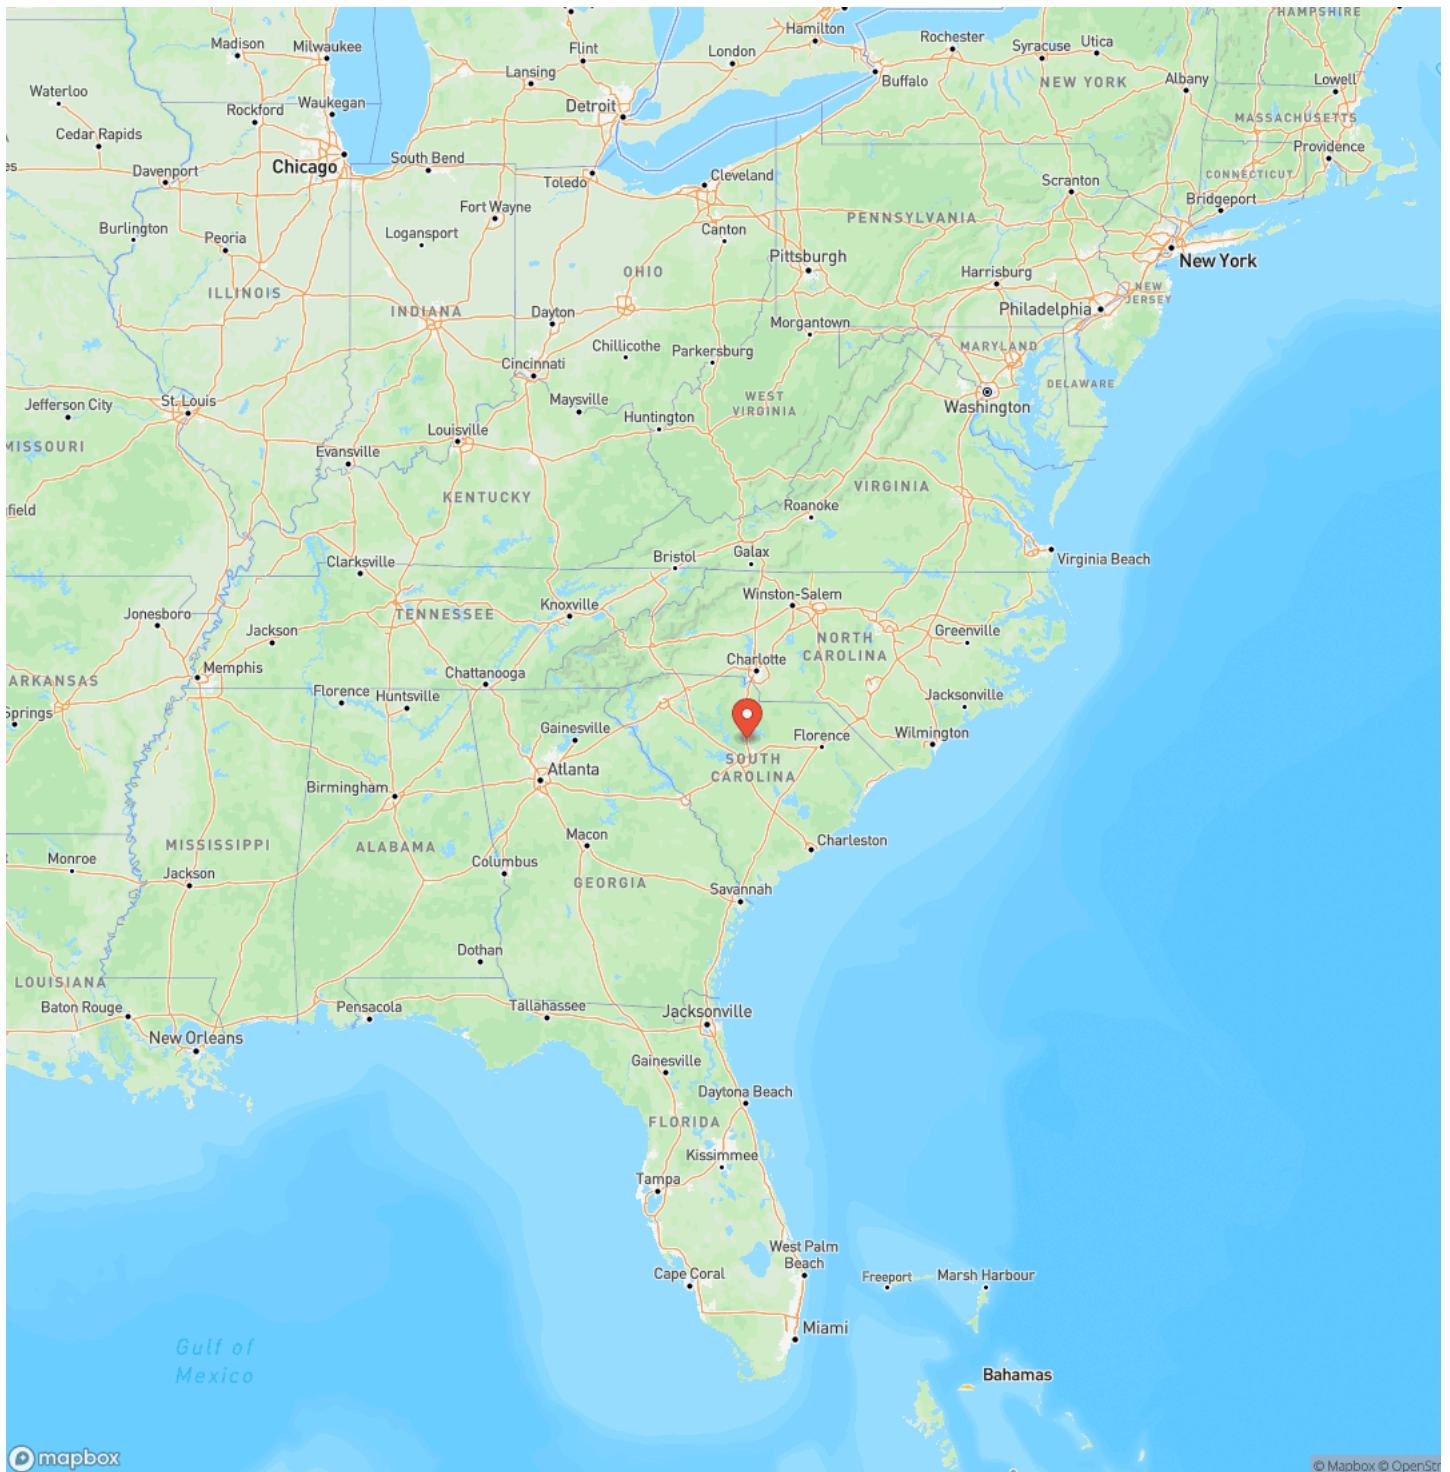 HAMPSHIRE
Hamilton
Rochester
Madison
Milwaukee
Flint
London
Syracuse
Utica
Lansing
Buffalo
NEW YORK
Albany
Lowell
Waterloo
Rockford
Waukegan
Detroit
MASSACHUSETTS
Cedar Rapids
Providence
es
Chicago
South Bend
Davenport
Toledo
Cleveland
Scranton
CONNECTICUT
Bridgeport
Fort Wayne
PENNSYLVANIA
Burlington
Peoria
Logansport
Canton
Pittsburgh
New York
OHIO
Harrisburg
ILLINOIS
NEW
JERSEY
INDIANA
Dayton
Philadelphia
Morgantown
Chillicothe
Parkersburg
MARYLAND
Cincinnati
DELAWARE
Jefferson City
St. Louis
Maysville
WEST
VIRGINIA
Washington
Huntington
Louisville
MISSOURI
Evansville
KENTUCKY
VIRGINIA
field
Roanoke
Clarksville
Bristol
Galax
Virginia Beach
Jonesboro
TENNESSEE
Knoxville
Winston-Salem
Jackson
NORTH
CAROLINA
Greenville
Memphis
Chattanooga
Charlotte
ARKANSAS
Florence
Huntsville
Jacksonville
Springs
Gainesville
Florence
Wilmington
SOUTH
CAROLINA
Atlanta
Birmingham
Macon
Charleston
MISSISSIPPI
ALABAMA
t
Monroe
Jackson
Columbus
GEORGIA
Savannah
Dothan
LOUISIANA
Baton Rouge
Pensacola
Tallahassee
Jacksonville
New Orleans
Gainesville
Daytona Beach
FLORIDA
Kissimmee
Tampa
West Palm
Beach
Cape Coral
Freeport
Marsh Harbour
Miami
Gulf of
Mexico
Bahamas
mapbox
© Mapbox © OpenStr